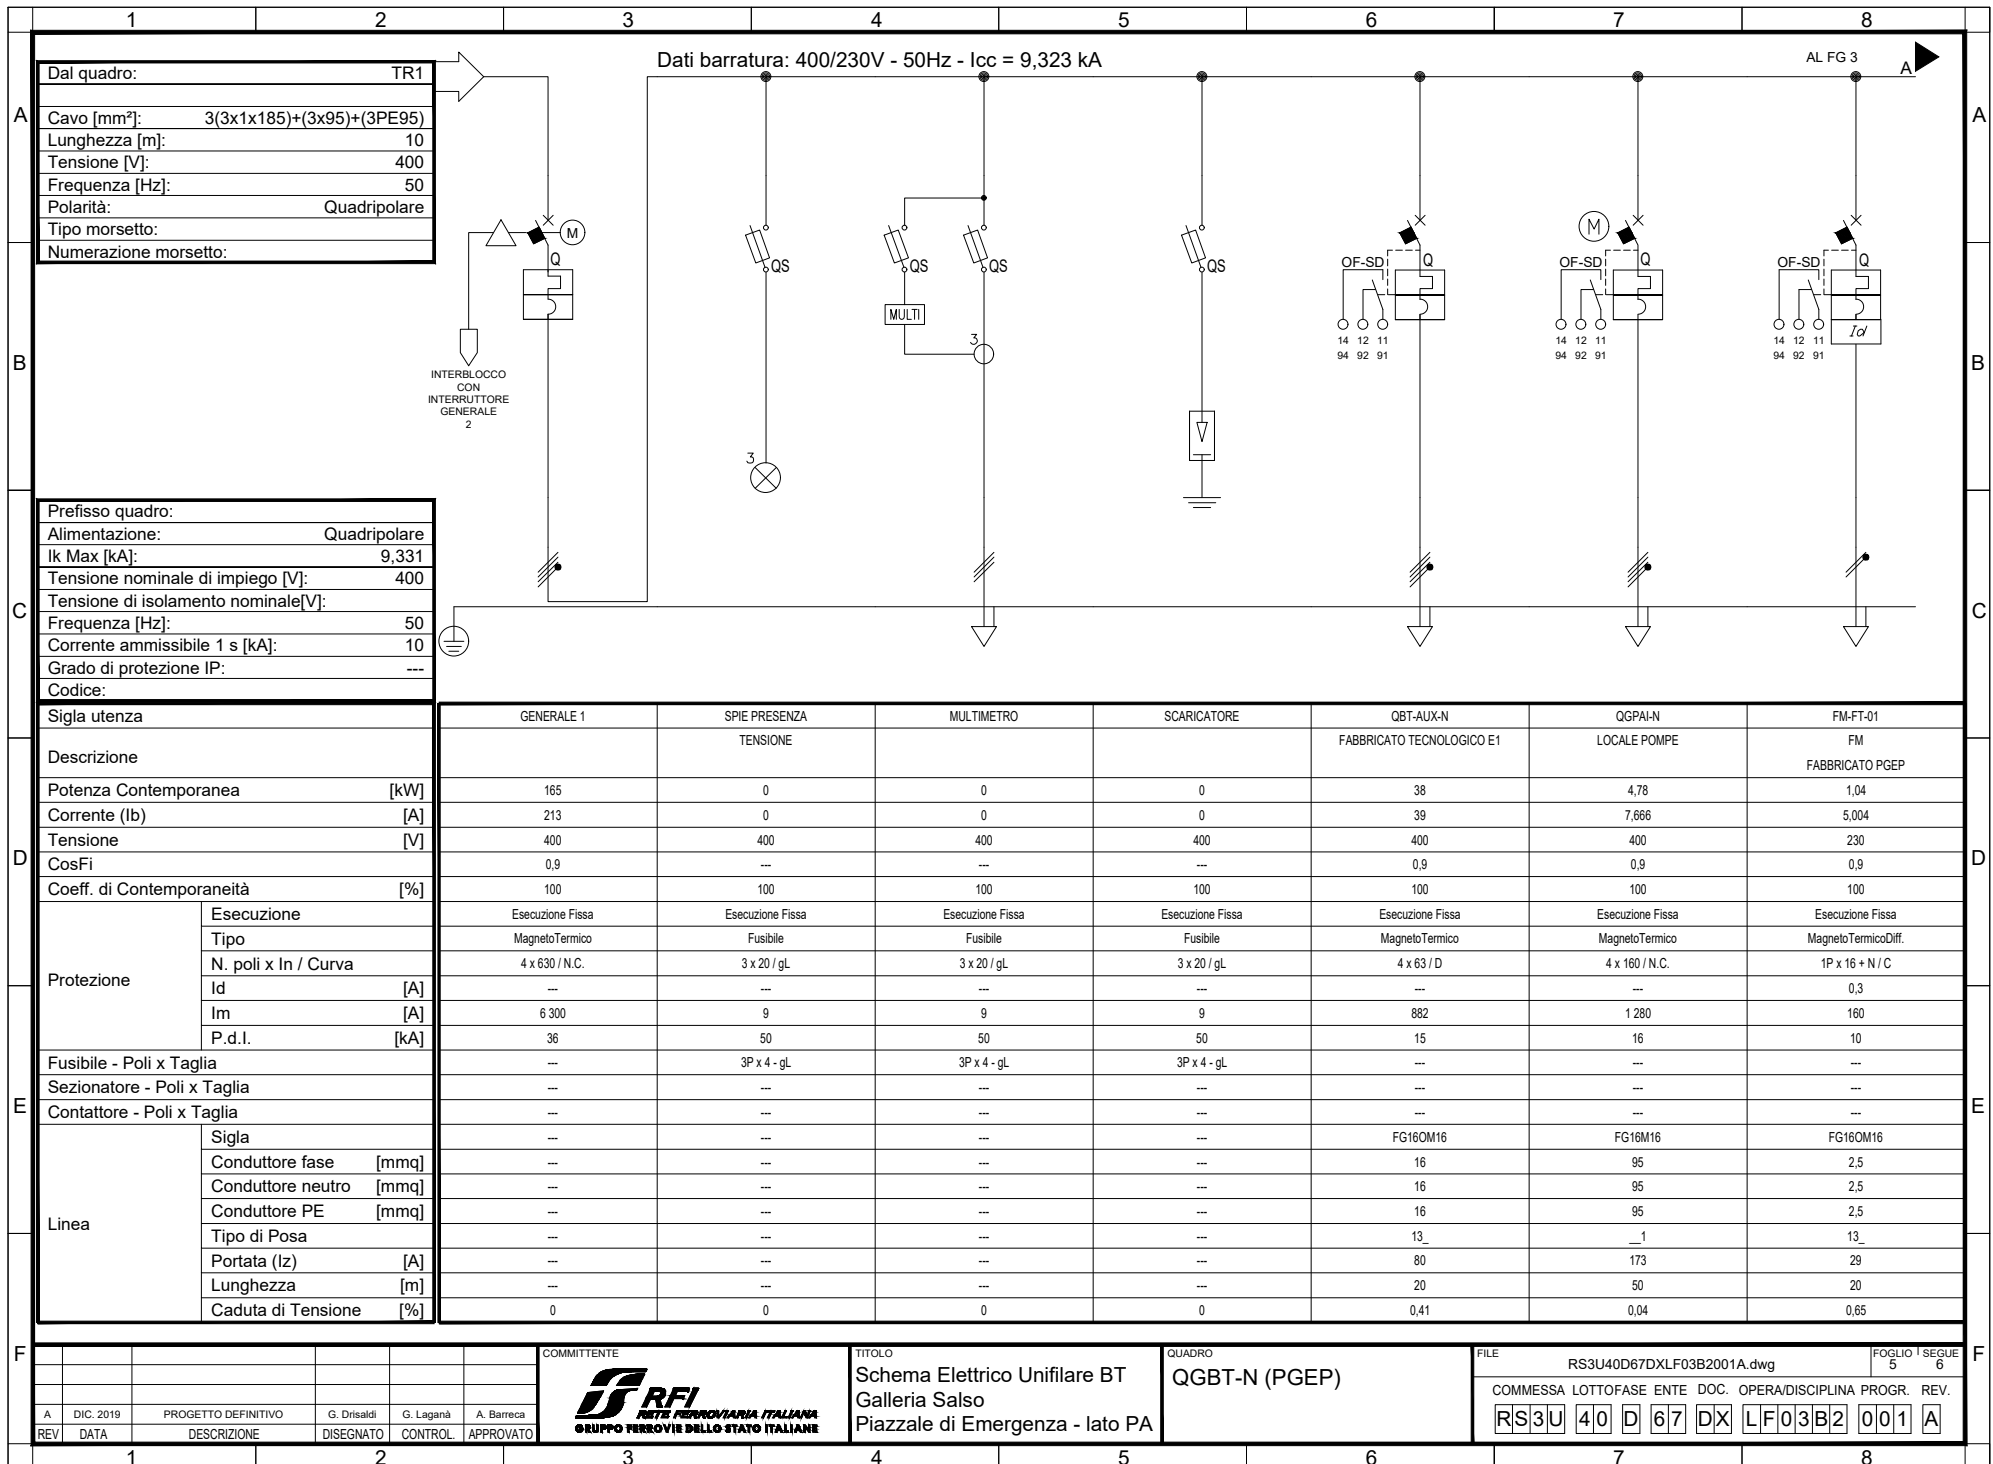 1 2 3 4 5 6 7 8
Dati barratura: 400/230V - 50Hz - Icc = 9,323 kA
AL FG 3
A
Dal quadro: TR1
Cavo [mm²]: 3(3x1x185)+(3x95)+(3PE95)
Lunghezza [m]: 10
Tensione [V]: 400
Frequenza [Hz]: 50
Polarità: Quadripolare
Tipo morsetto:
Numerazione morsetto:
A A
M M
Q QS QS QS QS Q Q Q
OF-SD OF-SD OF-SD
MULTI
Id
3
14 12 11 14 12 11 14 12 11
94 92 91 94 92 91 94 92 91
B B
INTERBLOCCO
CON
INTERRUTTORE
GENERALE
2
3
Prefisso quadro:
Alimentazione: Quadripolare
Ik Max [kA]: 9,331
Tensione nominale di impiego [V]: 400
Tensione di isolamento nominale[V]:
Frequenza [Hz]: 50
Corrente ammissibile 1 s [kA]: 10
Grado di protezione IP: ---
Codice:
C C
Sigla utenza GENERALE 1 SPIE PRESENZA MULTIMETRO SCARICATORE QBT-AUX-N QGPAI-N FM-FT-01
Descrizione TENSIONE FABBRICATO TECNOLOGICO E1 LOCALE POMPE FM
FABBRICATO PGEP
Potenza Contemporanea [kW] 165 0 0 0 38 4,78 1,04
Corrente (Ib) [A] 213 0 0 0 39 7,666 5,004
Tensione [V] 400 400 400 400 400 400 230
D D
CosFi 0,9 --- --- --- 0,9 0,9 0,9
Coeff. di Contemporaneità [%] 100 100 100 100 100 100 100
Protezione
Esecuzione Esecuzione Fissa Esecuzione Fissa Esecuzione Fissa Esecuzione Fissa Esecuzione Fissa Esecuzione Fissa Esecuzione Fissa
Tipo MagnetoTermico Fusibile Fusibile Fusibile MagnetoTermico MagnetoTermico MagnetoTermicoDiff.
N. poli x In / Curva 4 x 630 / N.C. 3 x 20 / gL 3 x 20 / gL 3 x 20 / gL 4 x 63 / D 4 x 160 / N.C. 1P x 16 + N / C
Id [A] --- --- --- --- --- --- 0,3
Im [A] 6 300 9 9 9 882 1 280 160
P.d.I. [kA] 36 50 50 50 15 16 10
Fusibile - Poli x Taglia --- 3P x 4 - gL 3P x 4 - gL 3P x 4 - gL --- --- ---
Sezionatore - Poli x Taglia --- --- --- --- --- --- ---
E E
Contattore - Poli x Taglia --- --- --- --- --- --- ---
Linea
Sigla --- --- --- --- FG16OM16 FG16M16 FG16OM16
Conduttore fase [mmq] --- --- --- --- 16 95 2,5
Conduttore neutro [mmq] --- --- --- --- 16 95 2,5
Conduttore PE [mmq] --- --- --- --- 16 95 2,5
Tipo di Posa --- --- --- --- 13_ __1 13_
Portata (Iz) [A] --- --- --- --- 80 173 29
Lunghezza [m] --- --- --- --- 20 50 20
Caduta di Tensione [%] 0 0 0 0 0,41 0,04 0,65
F F
COMMITTENTE
RFI
RETE FERROVIARIA ITALIANA
GRUPPO FERROVIE DELLO STATO ITALIANE
TITOLO
Schema Elettrico Unifilare BT
Galleria Salso
Piazzale di Emergenza - lato PA
QUADRO
QGBT-N (PGEP)
FILE
RS3U40D67DXLF03B2001A.dwg
FOGLIO SEGUE
5 6
COMMESSA LOTTO FASE ENTE DOC. OPERA/DISCIPLINA PROGR. REV.
RS3U 40 D 67 DX LF03B2 001 A
A DIC. 2019 PROGETTO DEFINITIVO G. Drisaldi G. Laganà A. Barreca
REV DATA DESCRIZIONE DISEGNATO CONTROL. APPROVATO
1 2 3 4 5 6 7 8